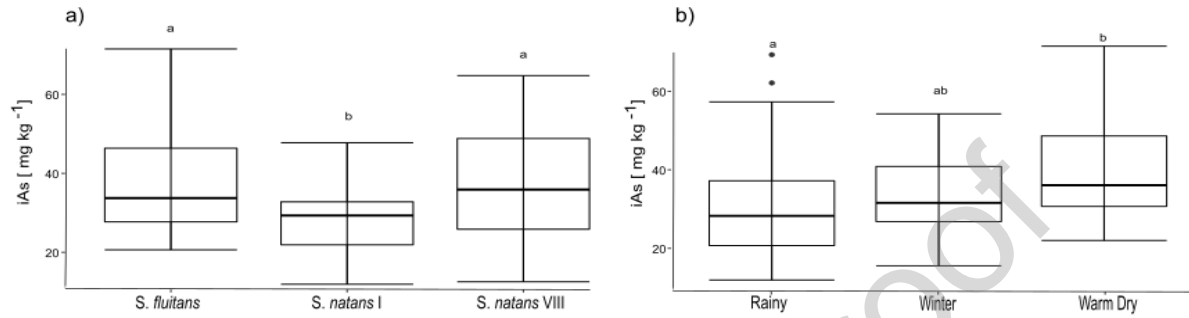 a)
a
b
a
60
40
20
iAs [ mg kg -1]
S. fluitans
S. natans I
S. natans VIII
b)
a
ab
b
60
40
20
iAs [ mg kg -1]
Rainy
Winter
Warm Dry
oof